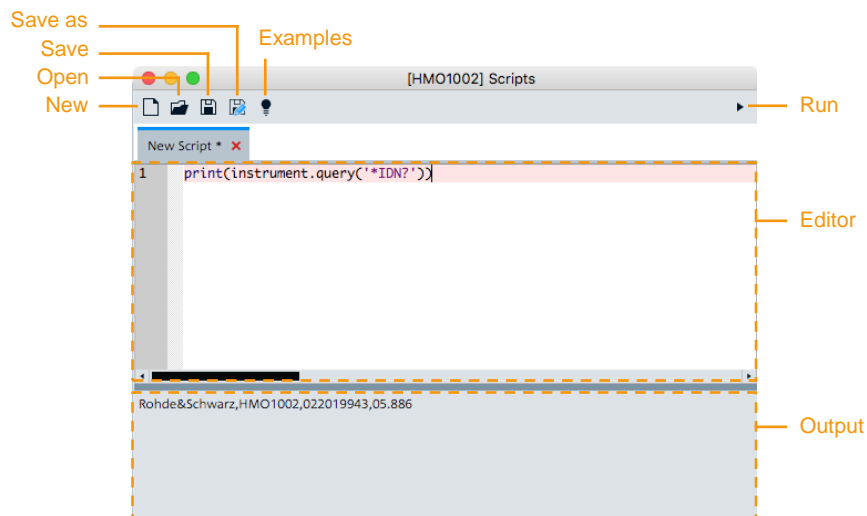 Save as
Save
Examples
Open
[HMO1002] Scripts
New
Run
New Script *
1 print(instrument.query('*IDN?'))
Editor
Rohde&Schwarz,HMO1002,022019943,05.886
Output